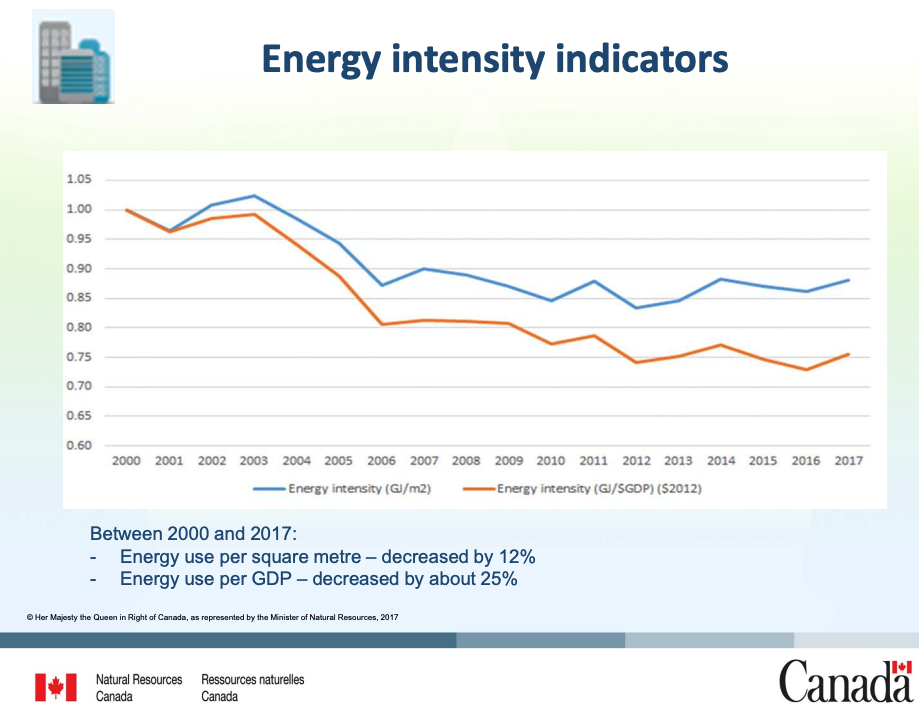 Energy intensity indicators
1.05
1.00
0.95
0.90
0.85
0.80
0.75
0.70
0.65
0.60
2000 2001 2002 2003 2004 2005 2006 2007 2008 2009 2010 2011 2012 2013 2014 2015 2016 2017
Energy intensity (GJ/m2) Energy intensity (GJ/$GDP) ($2012)
Between 2000 and 2017:
- Energy use per square metre – decreased by 12%
- Energy use per GDP – decreased by about 25%
© Her Majesty the Queen in Right of Canada, as represented by the Minister of Natural Resources, 2017
Natural Resources Ressources naturelles
Canada Canada
Canada